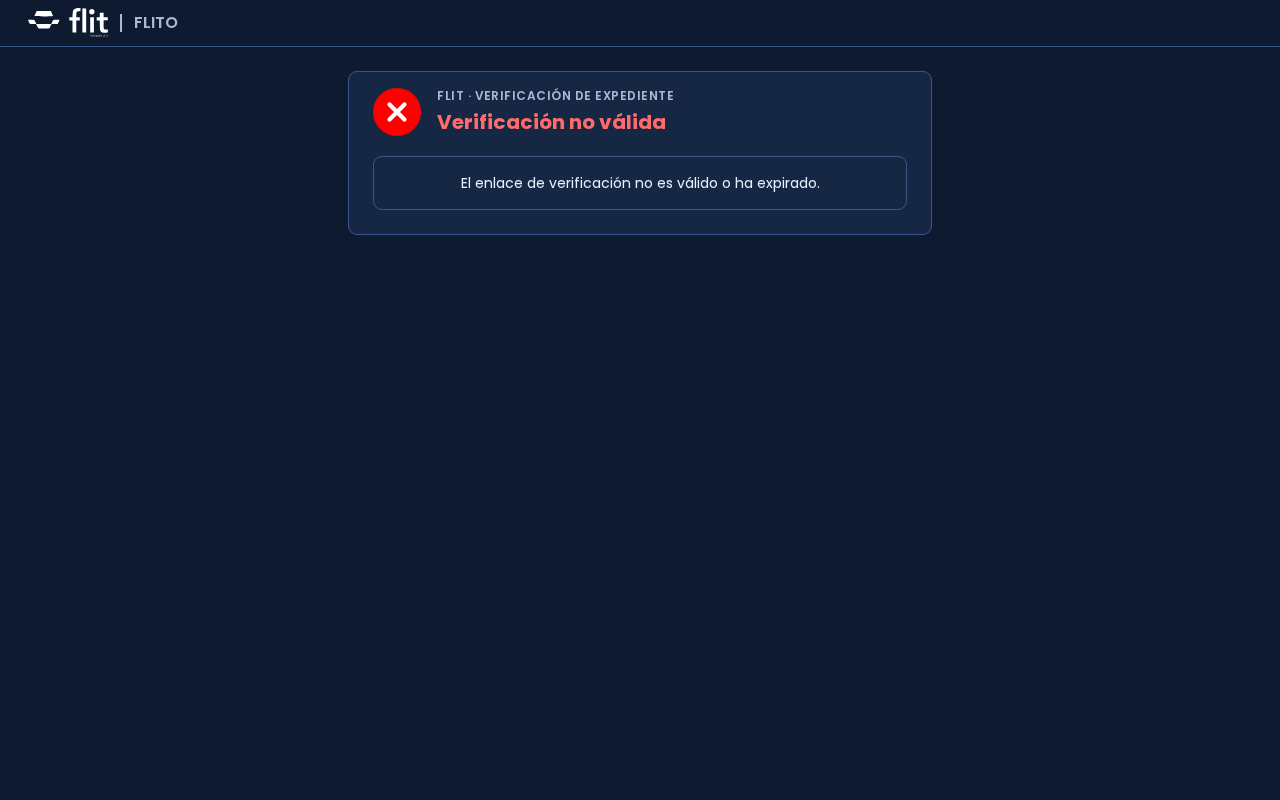 flit
FLITO
FLIT · VERIFICACIÓN DE EXPEDIENTE
Verificación no válida
El enlace de verificación no es válido o ha expirado.